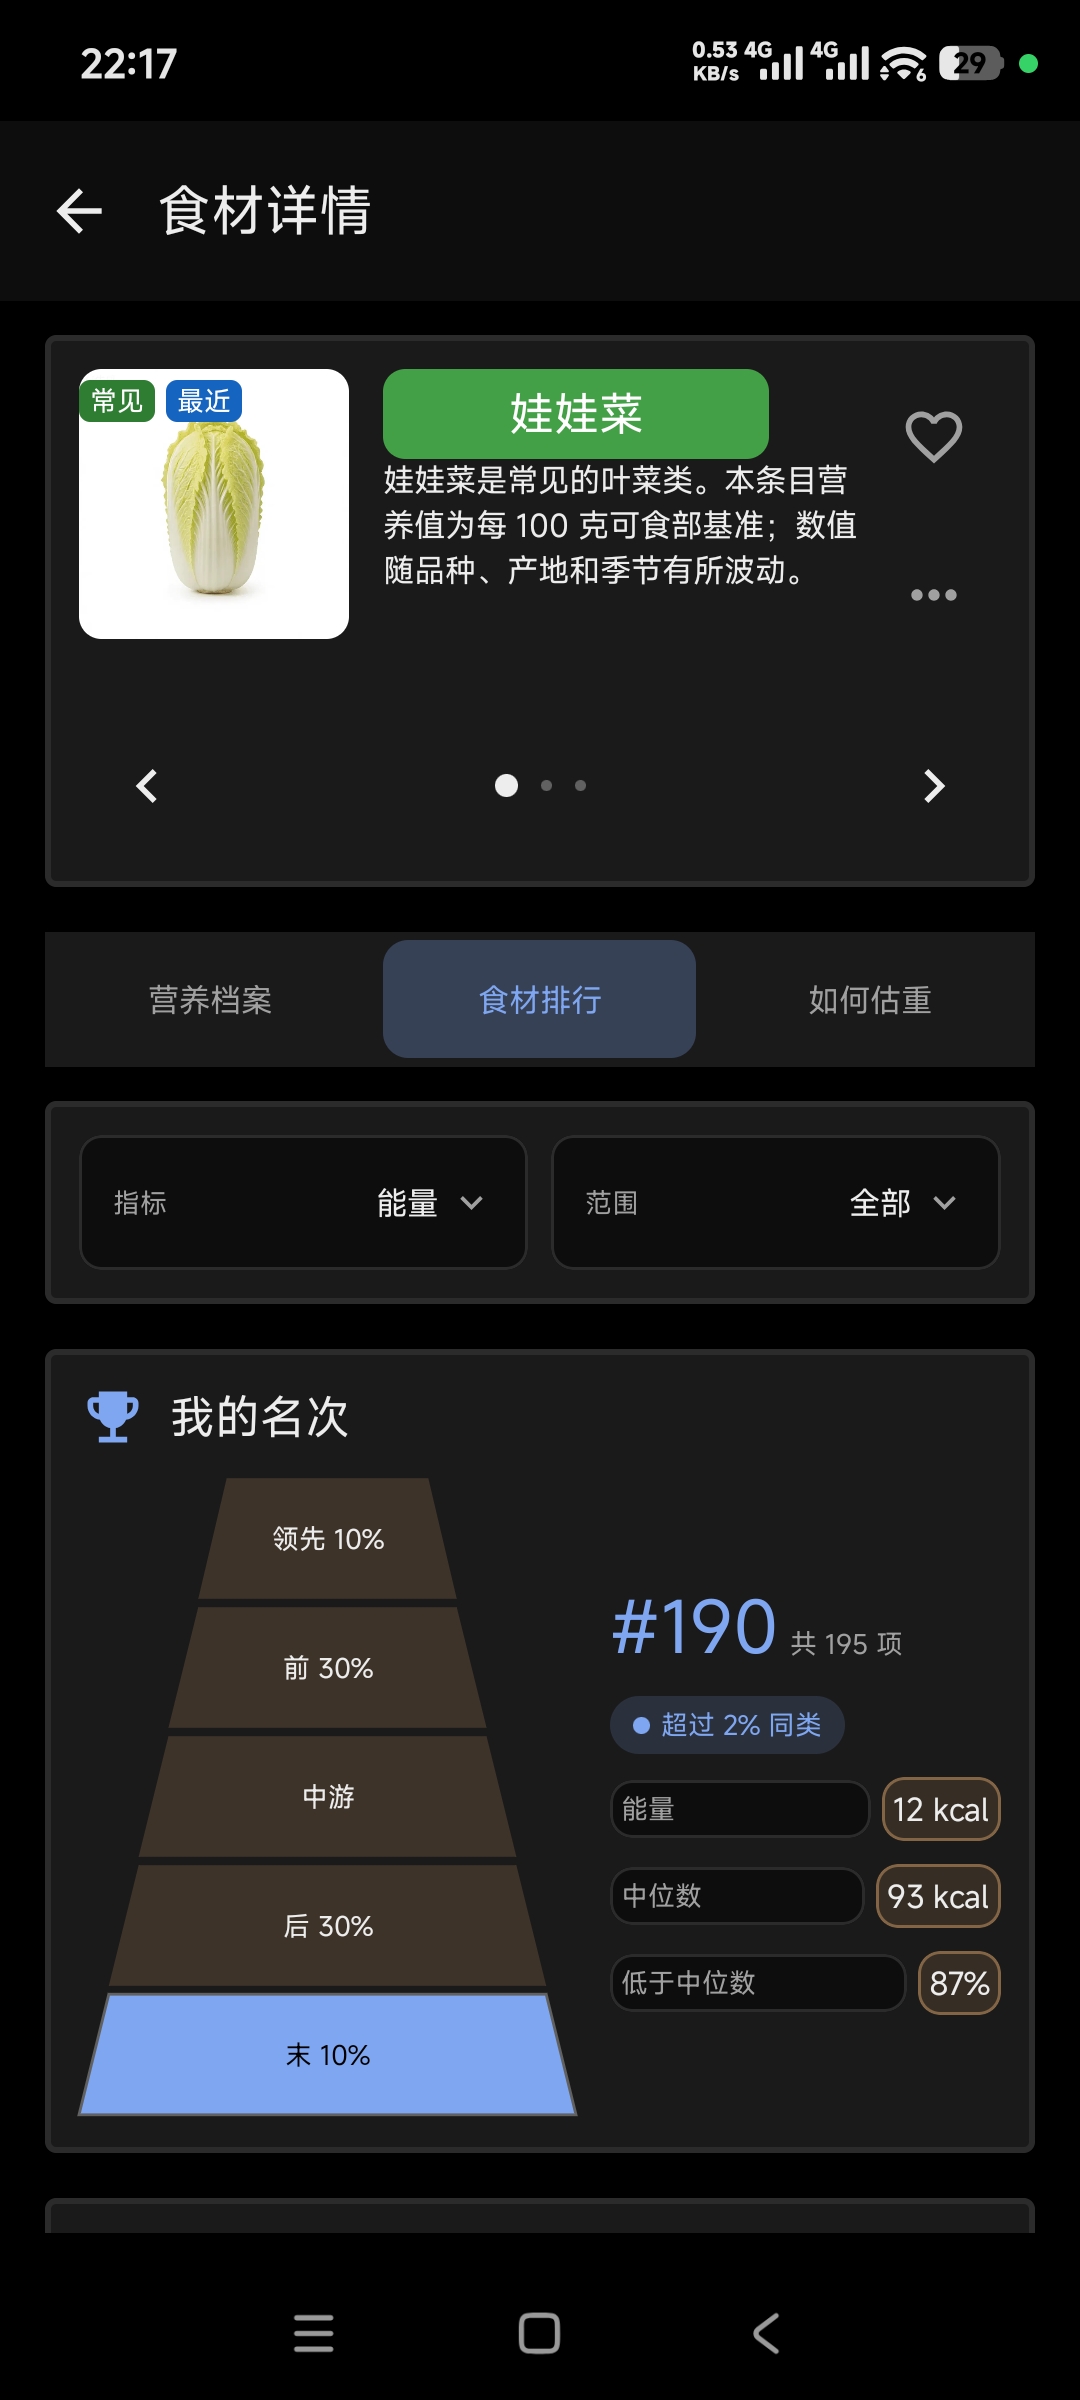 22:17
0.53 KB/s 4G 4G 6 29
食材详情
常见 最近
娃娃菜
娃娃菜是常见的叶菜类。本条目营
养值为每 100 克可食部基准；数值
随品种、产地和季节有所波动。
营养档案 食材排行 如何估重
指标 能量 范围 全部
我的名次
领先 10%
前 30%
中游
后 30%
末 10%
#190 共 195 项
超过 2% 同类
能量 12 kcal
中位数 93 kcal
低于中位数 87%